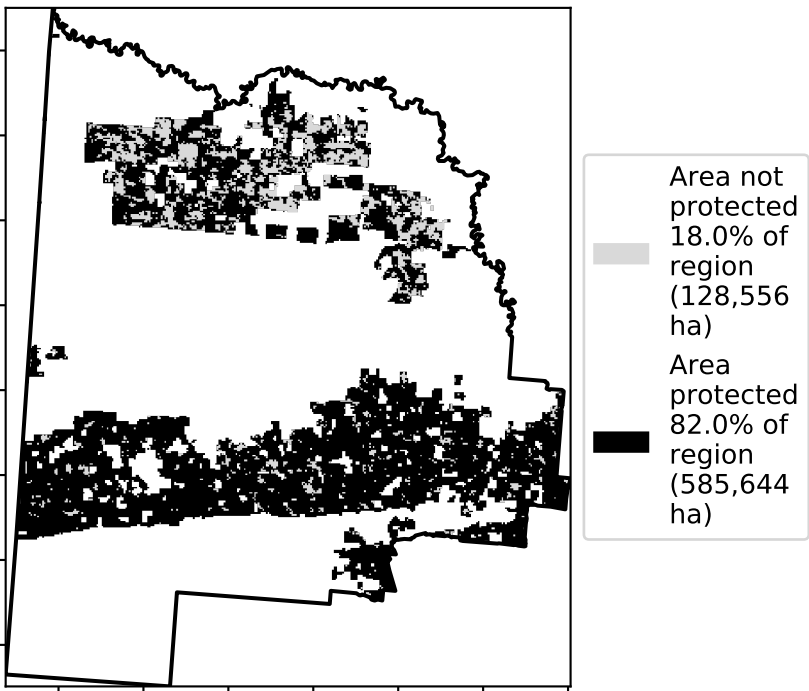 Area not
protected
18.0% of
region
(128,556
ha)
Area
protected
82.0% of
region
(585,644
ha)